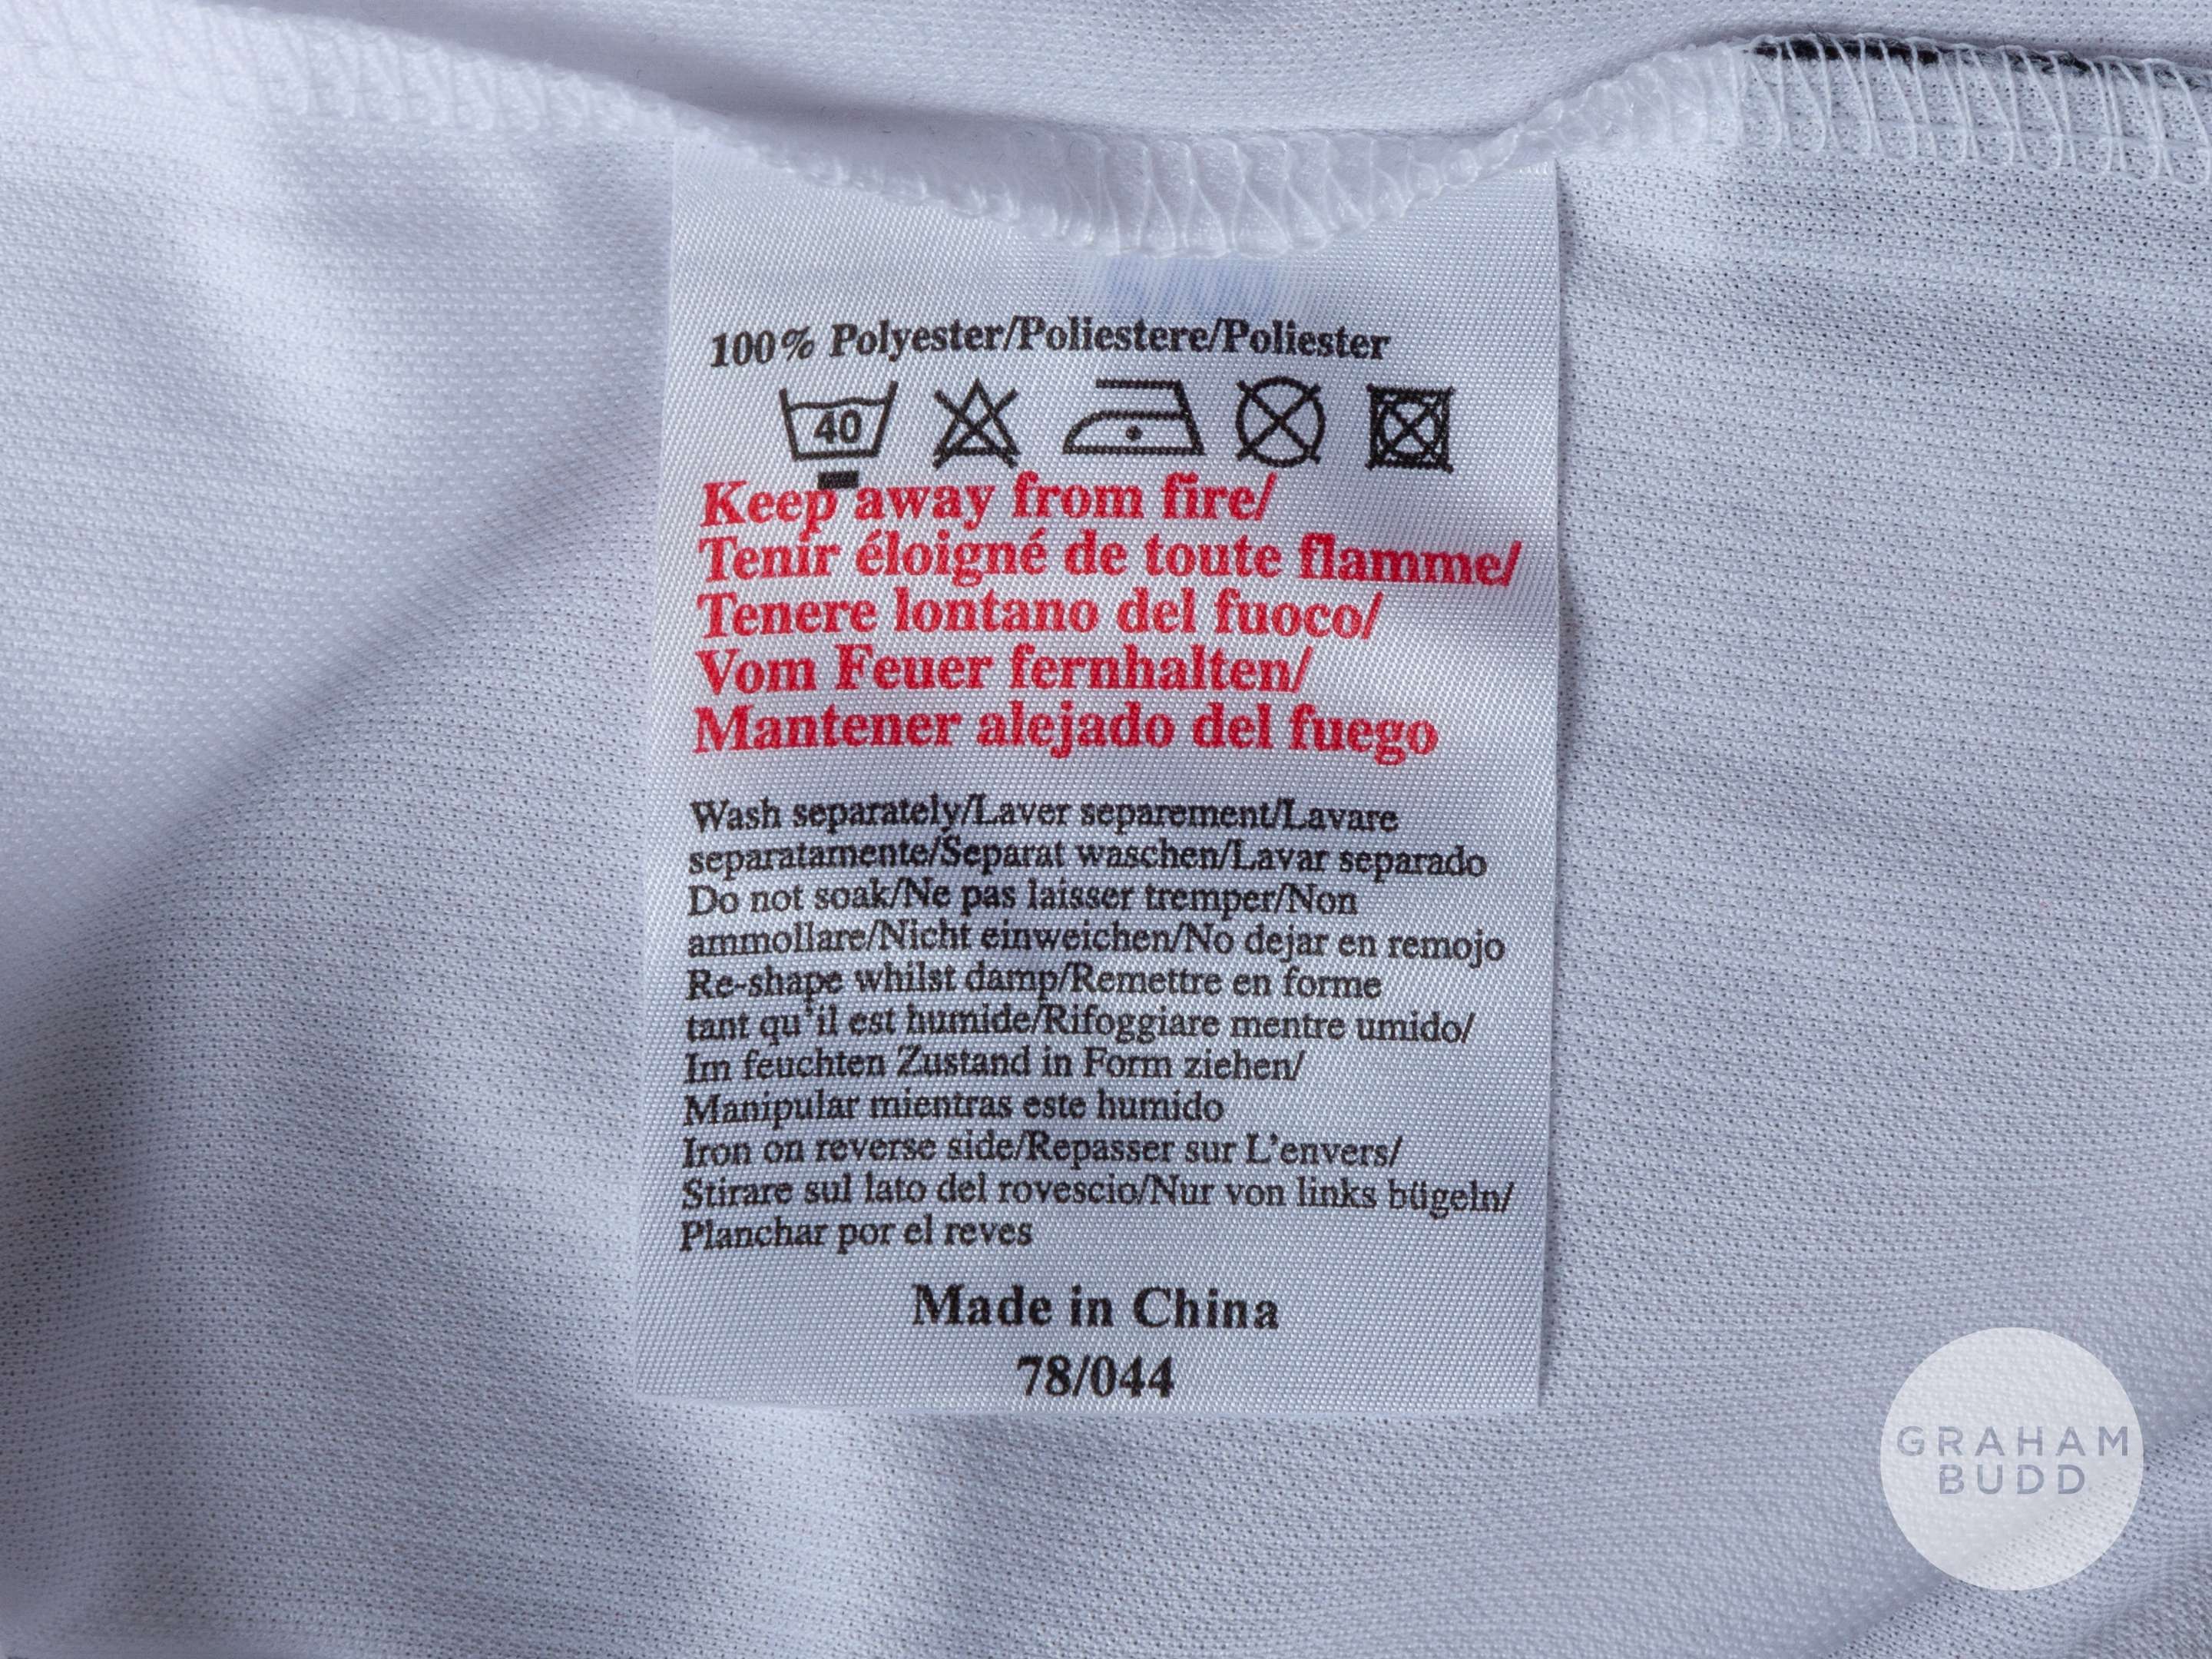 100% Polyester/Poliestere/Poliester
40
Keep away from fire/
Tenir éloigné de toute flamme/
Tenere lontano del fuoco/
Vom Feuer fernhalten/
Mantener alejado del fuego
Wash separately/Laver separement/Lavare
separatamente/Separat waschen/Lavar separado
Do not soak/Ne pas laisser tremper/Non
ammollare/Nicht einweichen/No dejar en remojo
Re-shape whilst damp/Remettre en forme
tant qu'il est humide/Rifoggiare mentre umido/
Im feuchten Zustand in Form ziehen/
Manipular mientras este humido
Iron on reverse side/Repasser sur L'envers/
Stirare sul lato del rovescio/Nur von links bügeln/
Planchar por el reves
Made in China
78/044
GRAHAM
BUDD